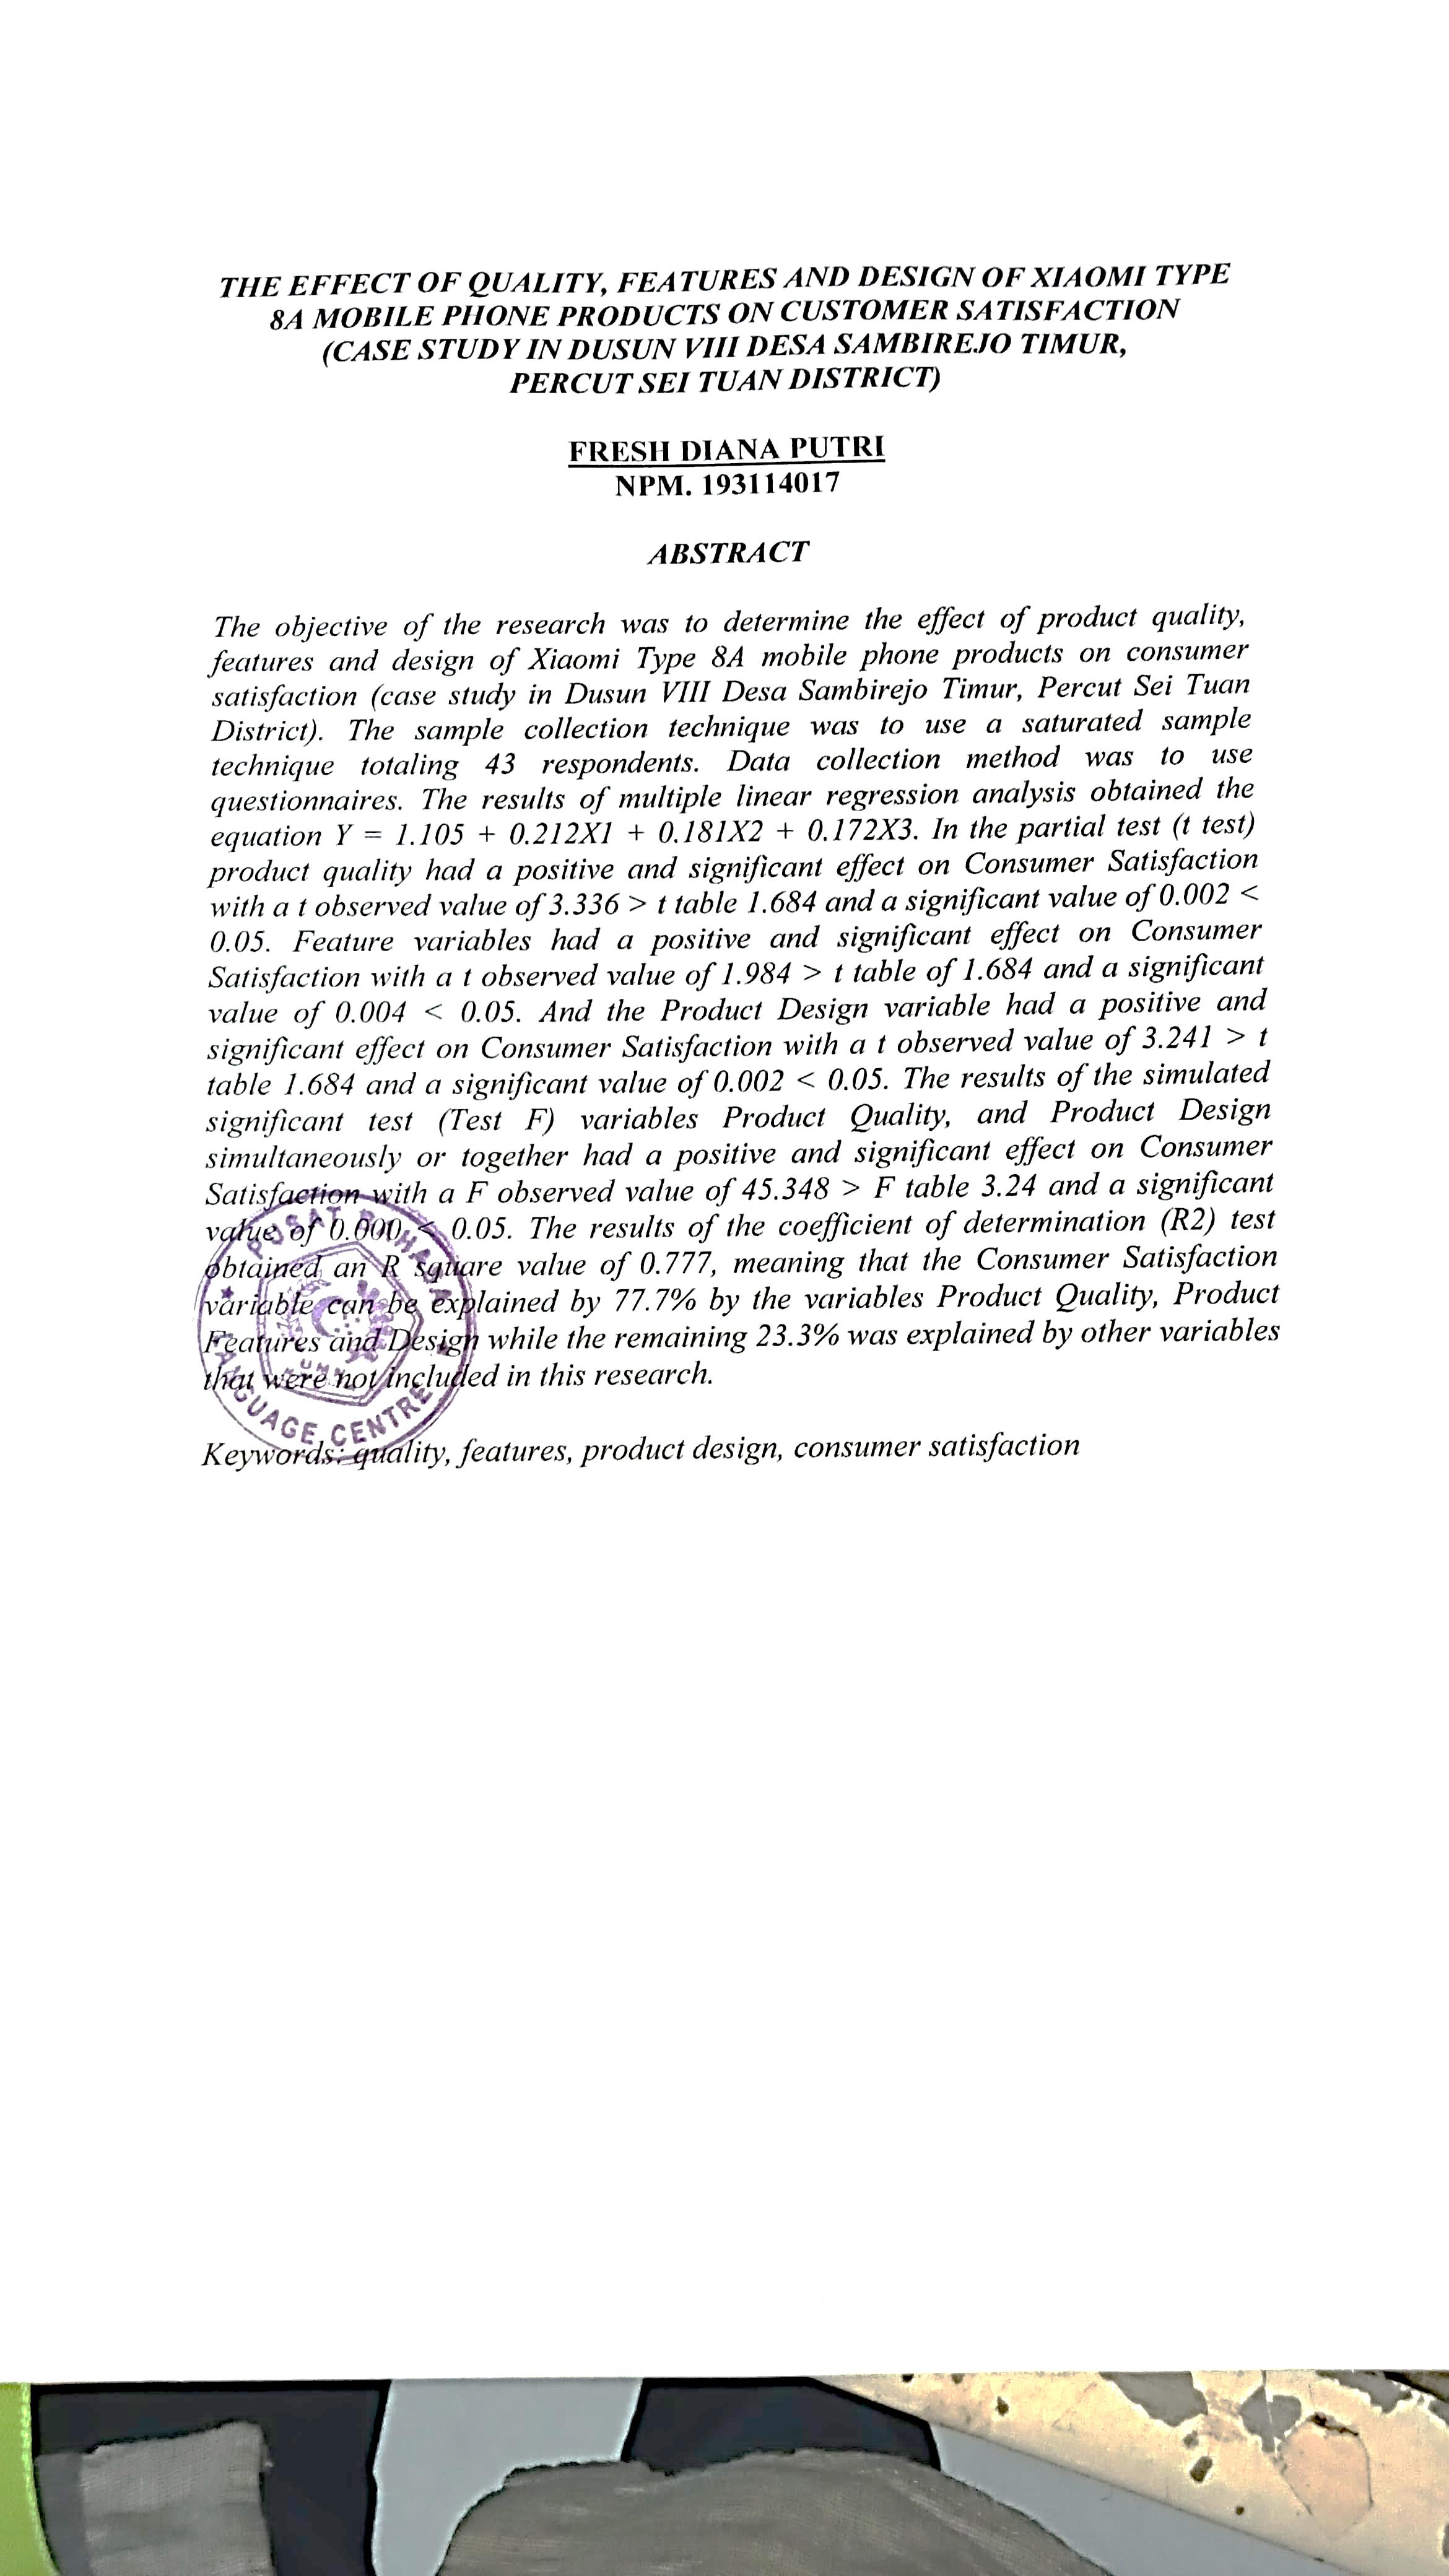 THE EFFECT OF QUALITY, FEATURES AND DESIGN OF XIAOMI TYPE
8A MOBILE PHONE PRODUCTS ON CUSTOMER SATISFACTION
(CASE STUDY IN DUSUN VIII DESA SAMBIREJO TIMUR,
PERCUT SEI TUAN DISTRICT)
FRESH DIANA PUTRI
NPM. 193114017
ABSTRACT
The objective of the research was to determine the effect of product quality,
features and design of Xiaomi Type 8A mobile phone products on consumer
satisfaction (case study in Dusun VIII Desa Sambirejo Timur, Percut Sei Tuan
District). The sample collection technique was to use a saturated sample
technique totaling 43 respondents. Data collection method was to use
questionnaires. The results of multiple linear regression analysis obtained the
equation Y = 1.105 + 0.212X1 + 0.181X2 + 0.172X3. In the partial test (t test)
product quality had a positive and significant effect on Consumer Satisfaction
with a t observed value of 3.336 > t table 1.684 and a significant value of 0.002 <
0.05. Feature variables had a positive and significant effect on Consumer
Satisfaction with a t observed value of 1.984 > t table of 1.684 and a significant
value of 0.004 < 0.05. And the Product Design variable had a positive and
significant effect on Consumer Satisfaction with a t observed value of 3.241 > t
table 1.684 and a significant value of 0.002 < 0.05. The results of the simulated
significant test (Test F) variables Product Quality, and Product Design
simultaneously or together had a positive and significant effect on Consumer
Satisfaction with a F observed value of 45.348 > F table 3.24 and a significant
value of 0.000 < 0.05. The results of the coefficient of determination (R2) test
obtained an R square value of 0.777, meaning that the Consumer Satisfaction
variable can be explained by 77.7% by the variables Product Quality, Product
Features and Design while the remaining 23.3% was explained by other variables
that were not included in this research.
Keywords: quality, features, product design, consumer satisfaction
PUSAT BAHASA
LANGUAGE CENTRE